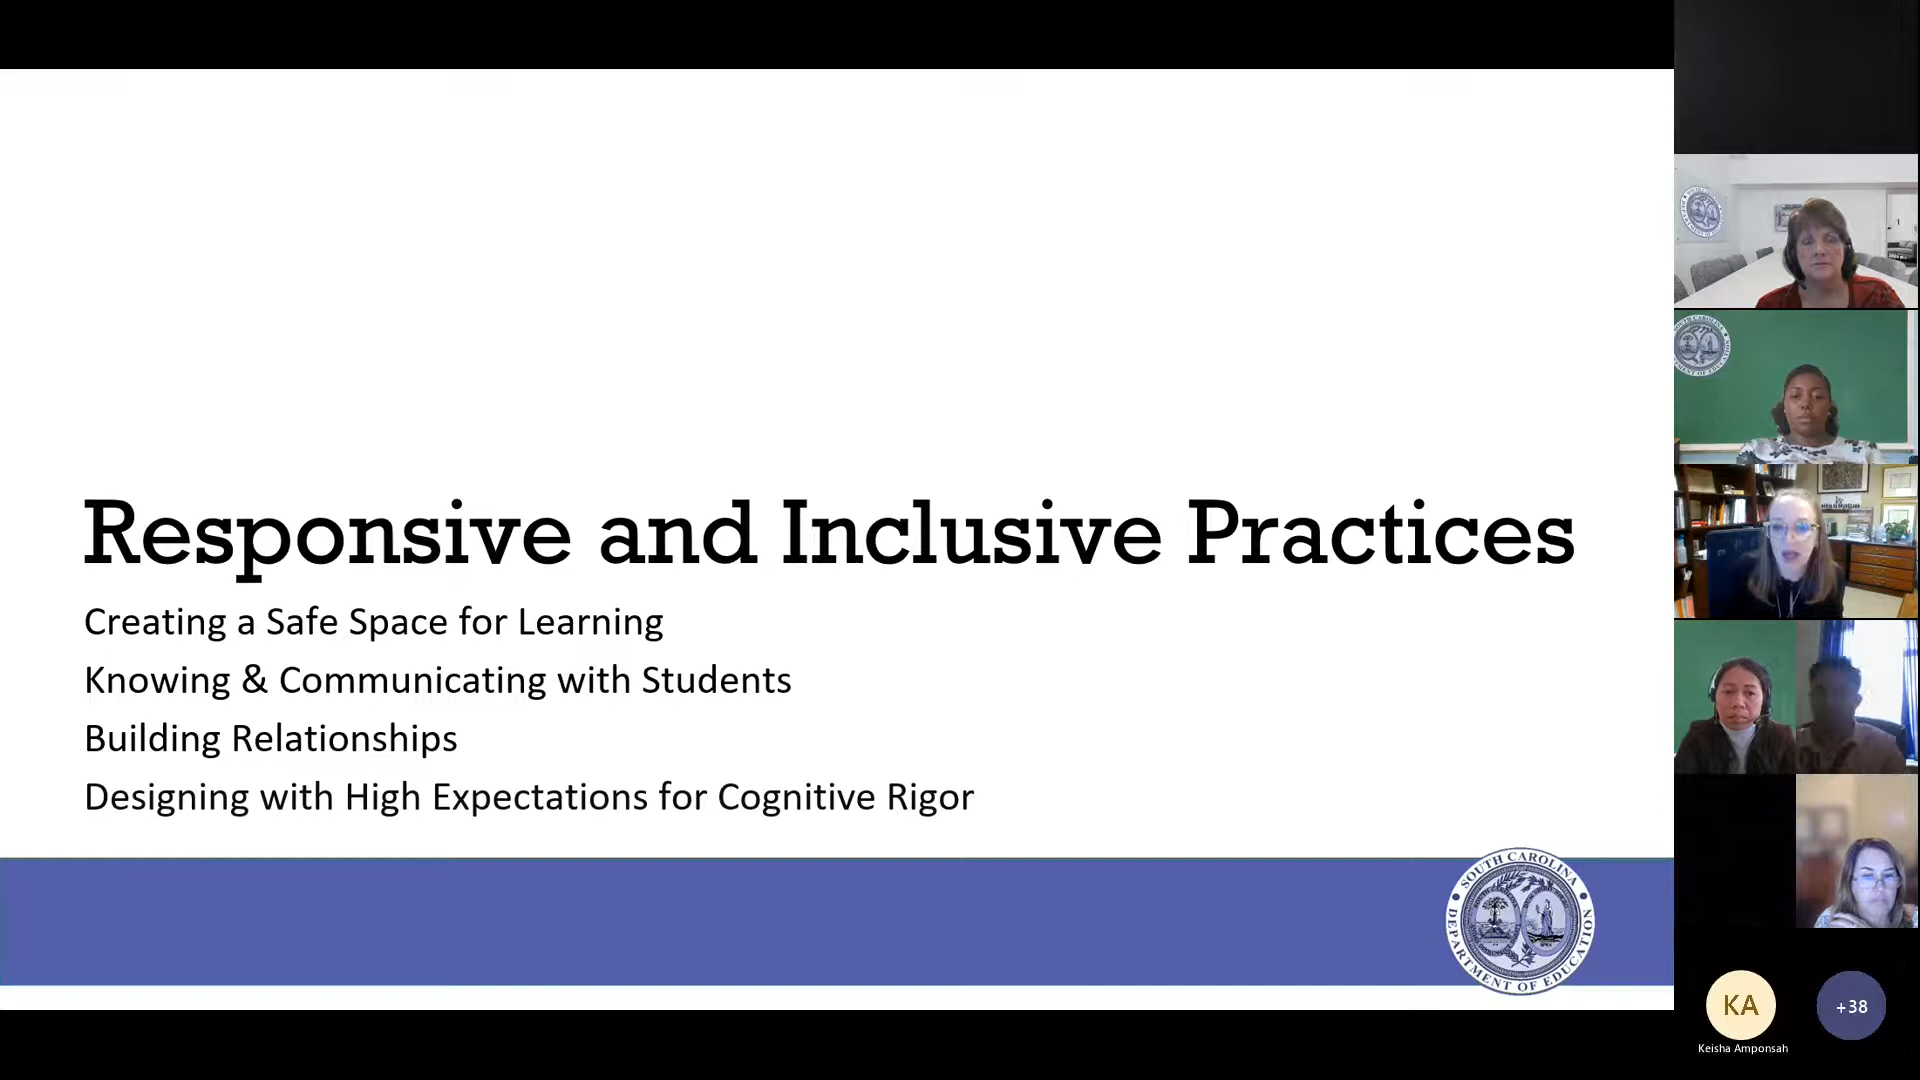 Responsive and Inclusive Practices
Creating a Safe Space for Learning
Knowing & Communicating with Students
Building Relationships
Designing with High Expectations for Cognitive Rigor
SOUTH CAROLINA
DEPARTMENT OF EDUCATION
KA
+38
Keisha Amponsah